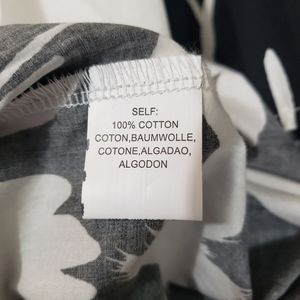 SELF:
100% COTTON
COTON,BAUMWOLLE,
COTONE,ALGADAO,
ALGODON